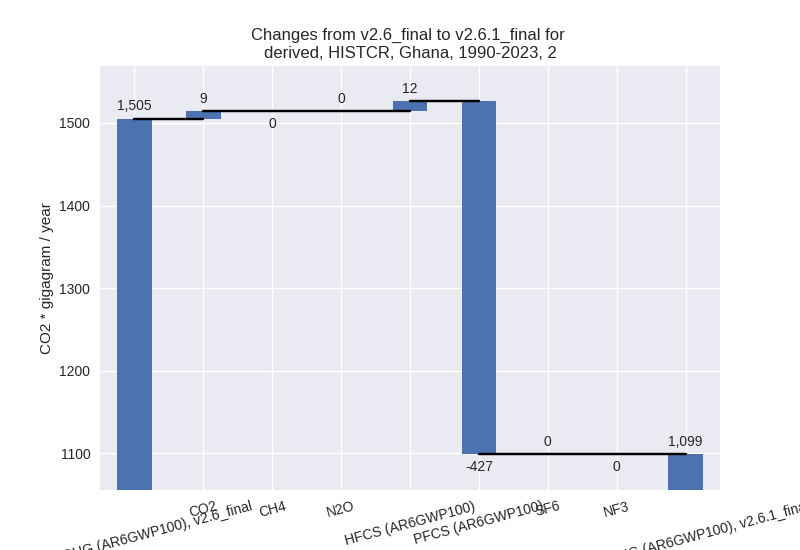 Changes from v2.6_final to v2.6.1_final for
derived, HISTCR, Ghana, 1990-2023, 2
CO2 * gigagram / year
1500
1400
1300
1200
1100
1,505
9
0
0
12
-427
0
0
1,099
(AR6GWP100), v2.6_final
CO2
CH4
N2O
HFCS (AR6GWP100)
PFCS (AR6GWP100)
SF6
NF3
(AR6GWP100),